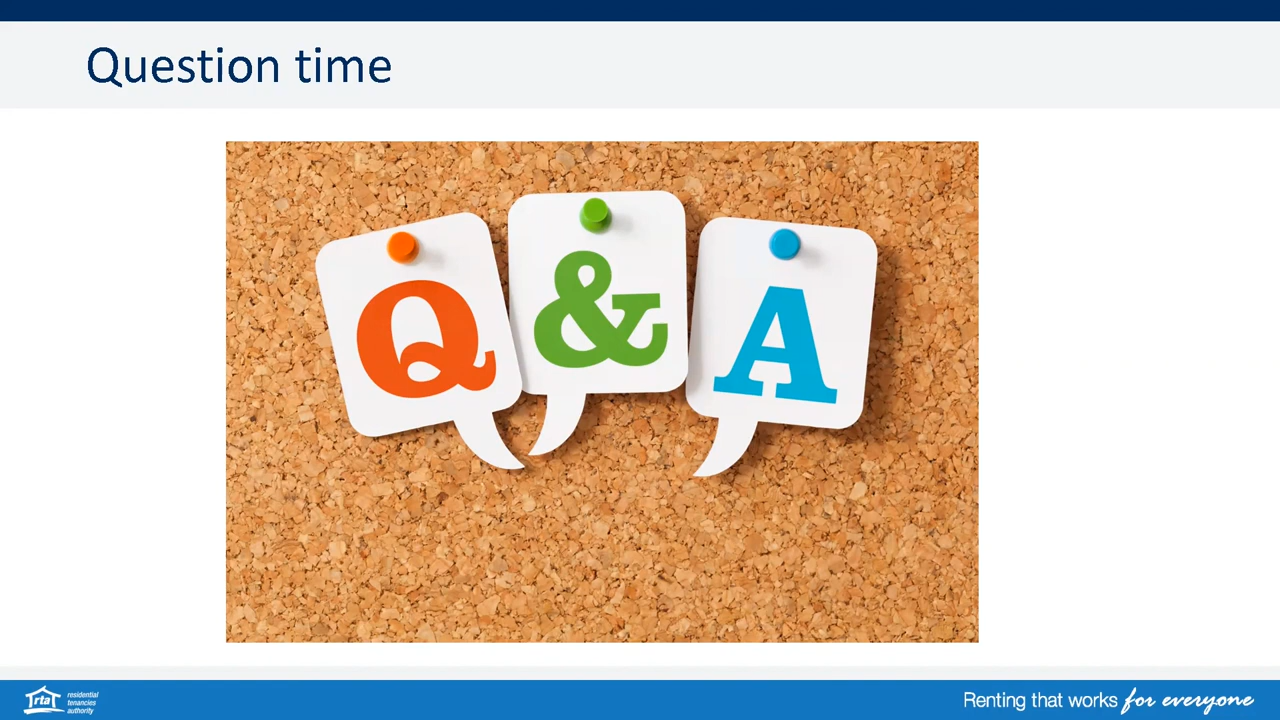 Question time
Q & A
rta
residential
tenancies
authority
Renting that works for everyone